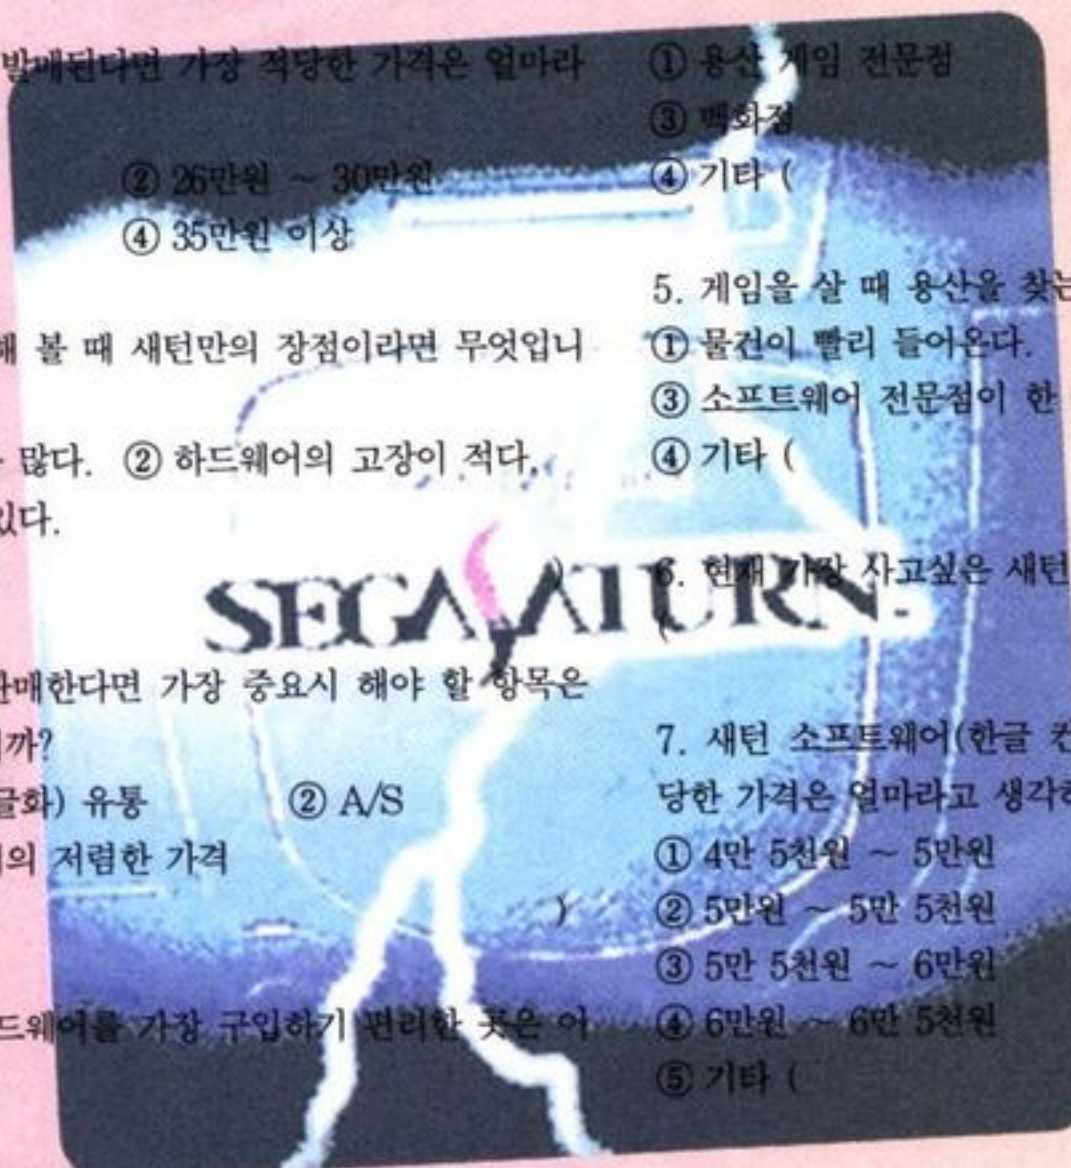 발매된다면 가장 적당한 가격은 얼마라
② 26만원 ~ 30만원
④ 35만원 이상
해 볼 때 새턴만의 장점이라면 무엇입니
많다. ② 하드웨어의 고장이 적다.
있다.
)
SEGA SATURN
판매한다면 가장 중요시 해야 할 항목은
까?
글화) 유통 ② A/S
의 저렴한 가격
)
드웨어를 가장 구입하기 편리한 곳은 어
① 용산 게임 전문점
③ 백화점
④ 기타 (
5. 게임을 살 때 용산을 찾는
① 물건이 빨리 들어온다.
③ 소프트웨어 전문점이 한
④ 기타 (
6. 현재 가장 사고싶은 새턴
(
7. 새턴 소프트웨어(한글 컨
당한 가격은 얼마라고 생각하
① 4만 5천원 ~ 5만원
② 5만원 ~ 5만 5천원
③ 5만 5천원 ~ 6만원
④ 6만원 ~ 6만 5천원
⑤ 기타 (